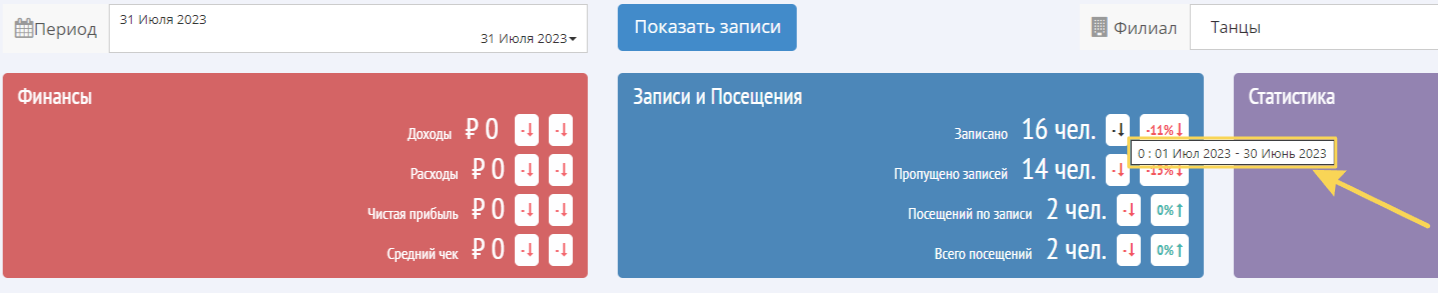 Период
31 Июля 2023
31 Июля 2023
Показать записи
Филиал
Танцы
Финансы
Доходы ₽ 0 -↓ -↓
Расходы ₽ 0 -↓ -↓
Чистая прибыль ₽ 0 -↓ -↓
Средний чек ₽ 0 -↓ -↓
Записи и Посещения
Записано 16 чел. -↓ -11%↓
0 : 01 Июл 2023 - 30 Июнь 2023
Пропущено записей 14 чел. -↓ -13%↓
Посещений по записи 2 чел. -↓ 0%↑
Всего посещений 2 чел. -↓ 0%↑
Статистика